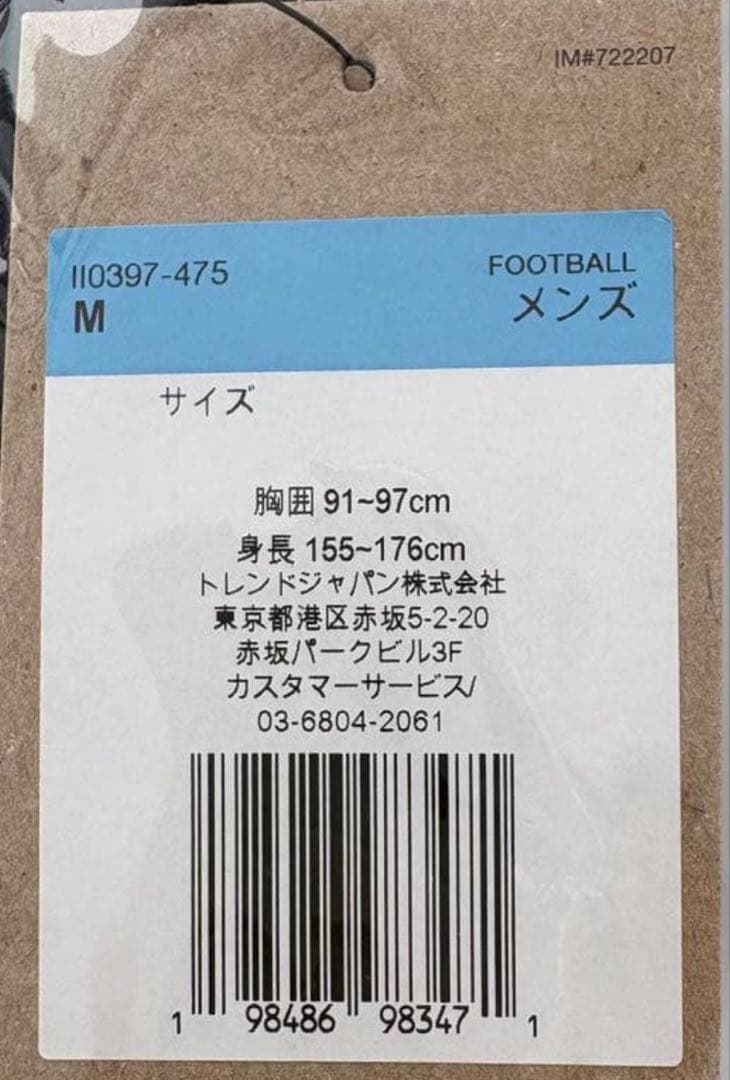 IM#722207
II0397-475
FOOTBALL
M
メンズ
サイズ
胸囲 91~97cm
身長 155~176cm
トレンドジャパン株式会社
東京都港区赤坂5-2-20
赤坂パークビル3F
カスタマーサービス/
03-6804-2061
1 98486 98347 1